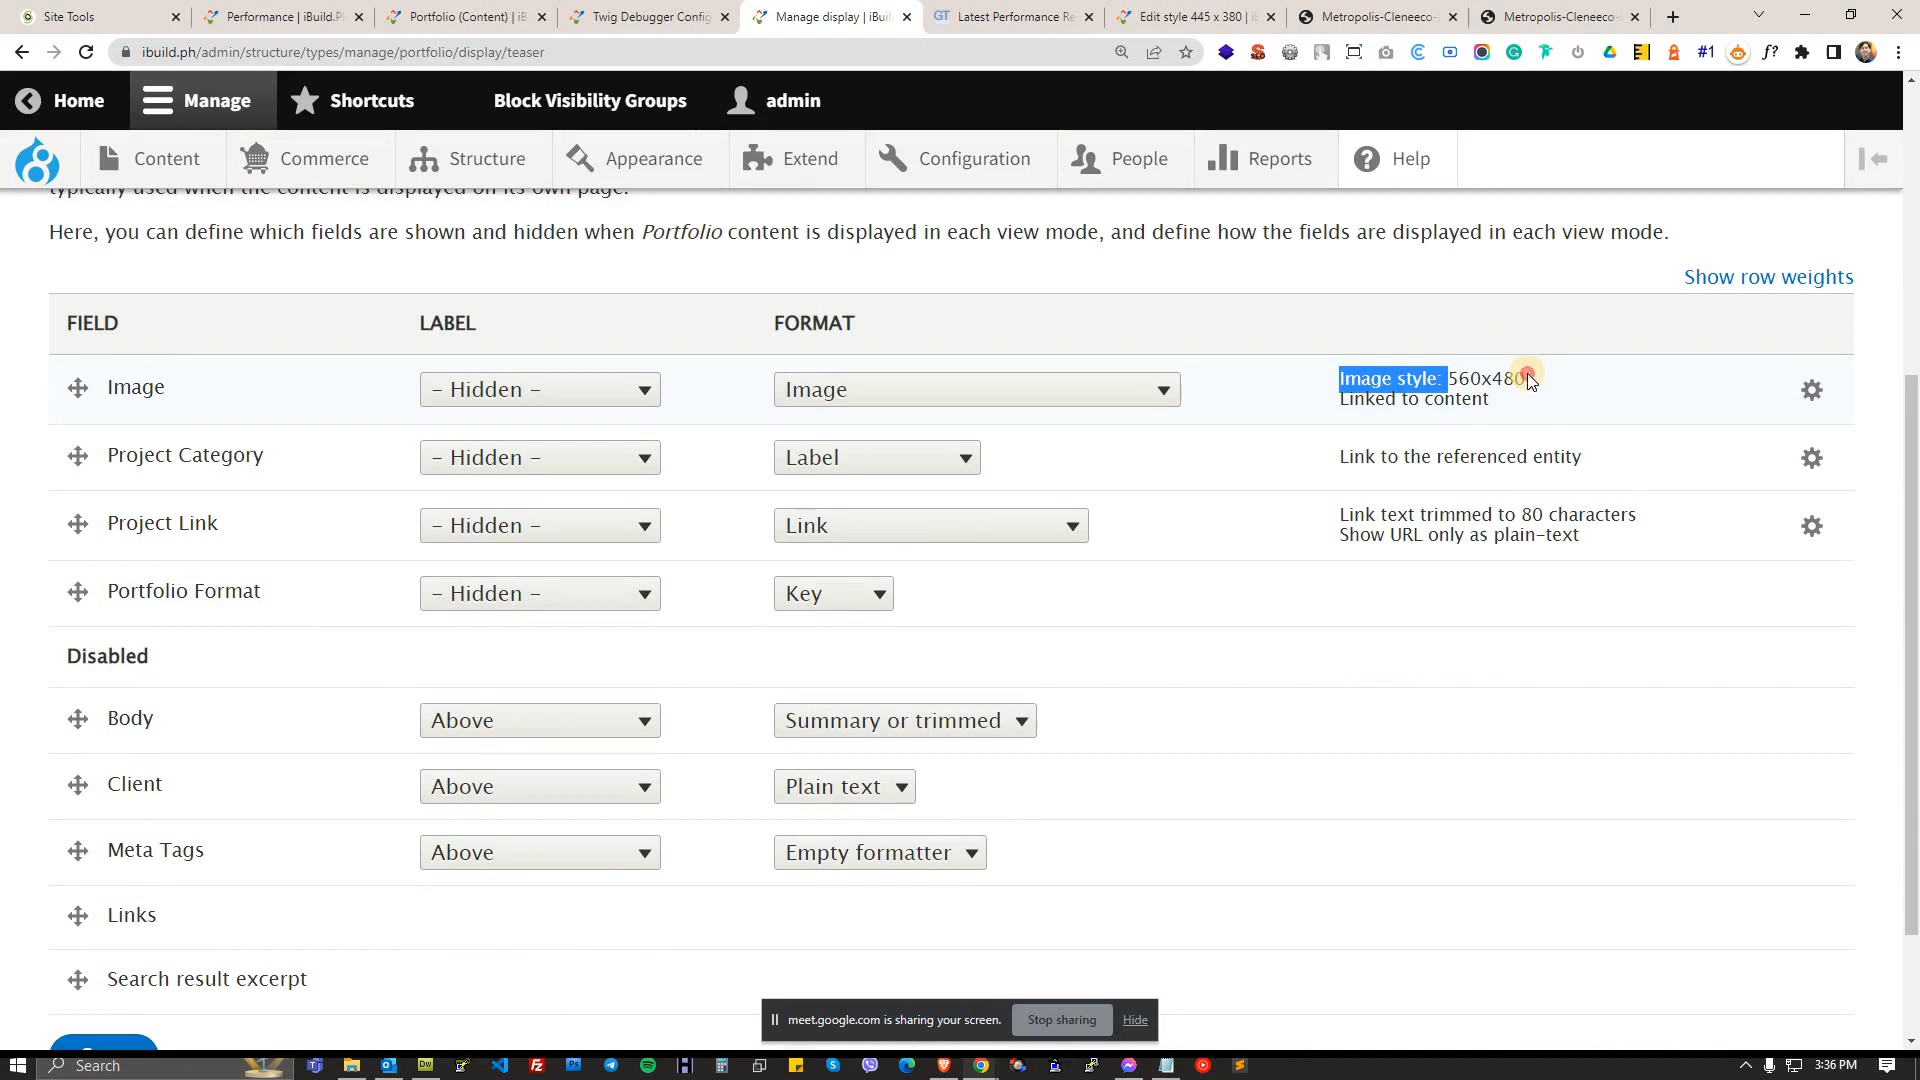 Site Tools
Performance | iBuild.P
Portfolio (Content) | iB
Twig Debugger Config
Manage display | iBuil
GT
Latest Performance Re
Edit style 445 x 380 | i
Metropolis-Cleneeco-
Metropolis-Cleneeco-
ibuild.ph/admin/structure/types/manage/portfolio/display/teaser
#1
f?
Home
Manage
Shortcuts
Block Visibility Groups
admin
Content
Commerce
Structure
Appearance
Extend
Configuration
People
Reports
Help
typically used when the content is displayed on its own page.
Here, you can define which fields are shown and hidden when Portfolio content is displayed in each view mode, and define how the fields are displayed in each view mode.
Show row weights
FIELD LABEL FORMAT
Image - Hidden - Image Image style: 560x480
Linked to content
Project Category - Hidden - Label Link to the referenced entity
Project Link - Hidden - Link Link text trimmed to 80 characters
Show URL only as plain-text
Portfolio Format - Hidden - Key
Disabled
Body Above Summary or trimmed
Client Above Plain text
Meta Tags Above Empty formatter
Links
Search result excerpt
meet.google.com is sharing your screen. Stop sharing Hide
Search
3:36 PM